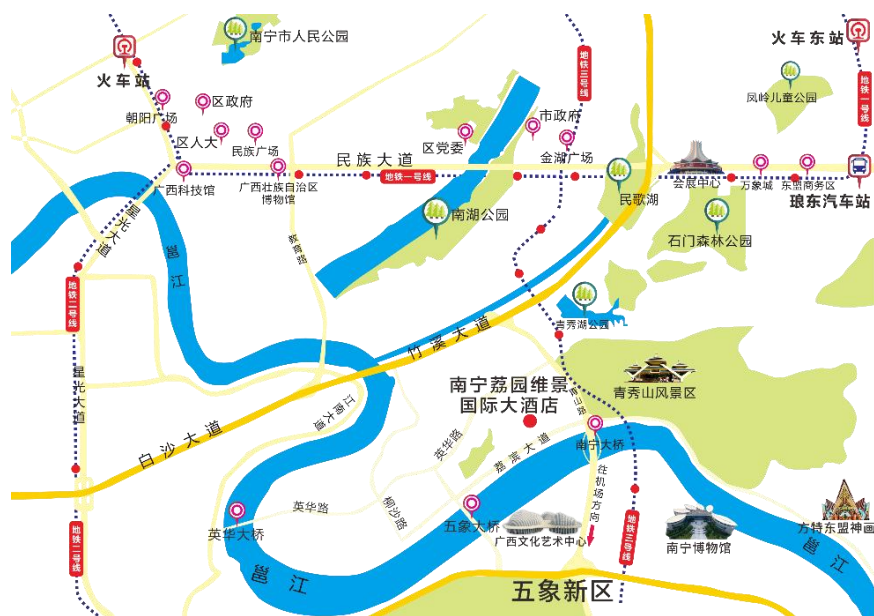 南宁市人民公园
火车站
火车东站
地铁三号线
地铁一号线
凤岭儿童公园
朝阳广场
区政府
区人大
民族广场
区党委
市政府
金湖广场
民族大道
广西科技馆
广西壮族自治区
博物馆
地铁一号线
会展中心
万象城
东盟商务区
琅东汽车站
民歌湖
南湖公园
石门森林公园
星光大道
邕江
教育路
地铁二号线
青秀湖公园
竹溪大道
星光大道
南宁荔园维景
国际大酒店
青秀山风景区
江南大道
白沙大道
英华路
荔滨大道
南宁大桥
往机场方向
英华路
柳沙路
英华大桥
五象大桥
广西文化艺术中心
地铁三号线
南宁博物馆
方特东盟神画
地铁二号线
邕江
邕江
五象新区